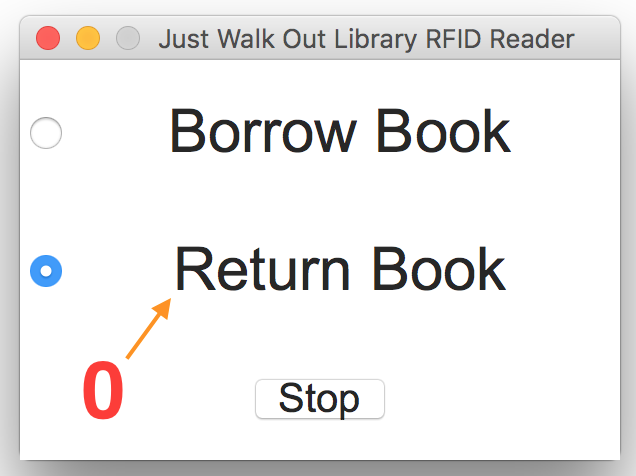 Just Walk Out Library RFID Reader
Borrow Book
Return Book
0
Stop